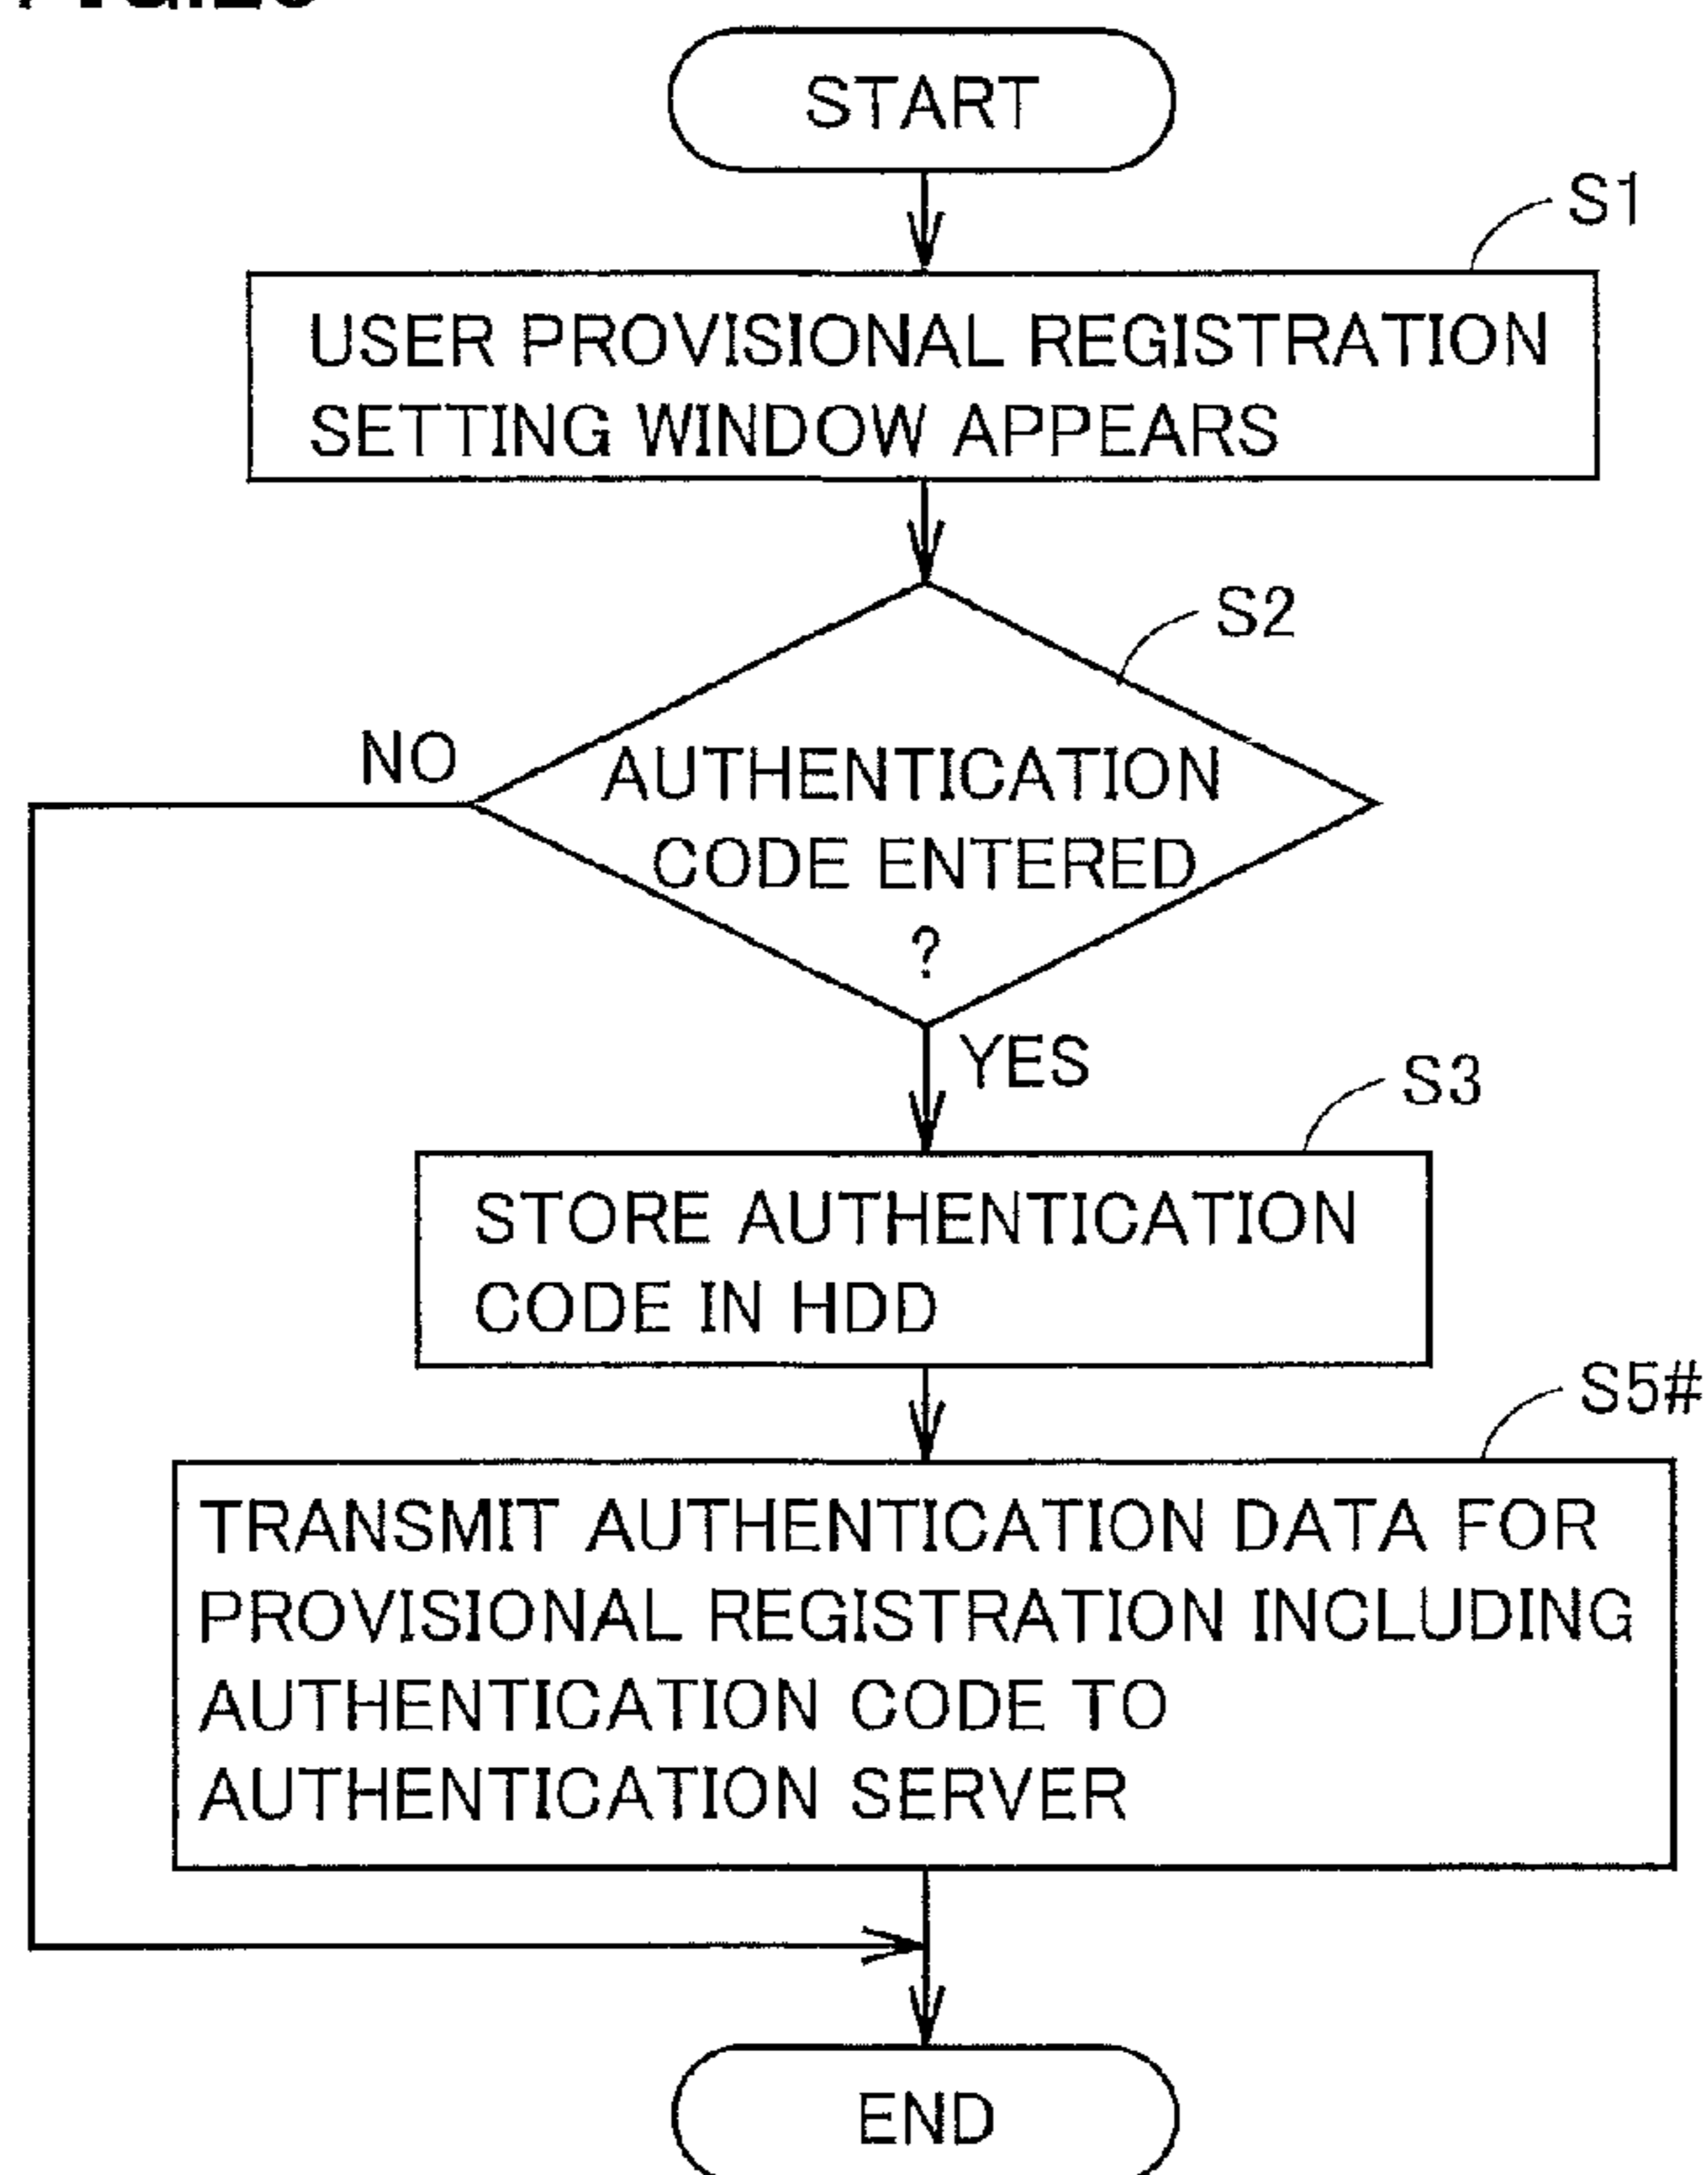 START
S1
USER PROVISIONAL REGISTRATION
SETTING WINDOW APPEARS
S2
NO
AUTHENTICATION
CODE ENTERED
?
YES
S3
STORE AUTHENTICATION
CODE IN HDD
S5#
TRANSMIT AUTHENTICATION DATA FOR
PROVISIONAL REGISTRATION INCLUDING
AUTHENTICATION CODE TO
AUTHENTICATION SERVER
END